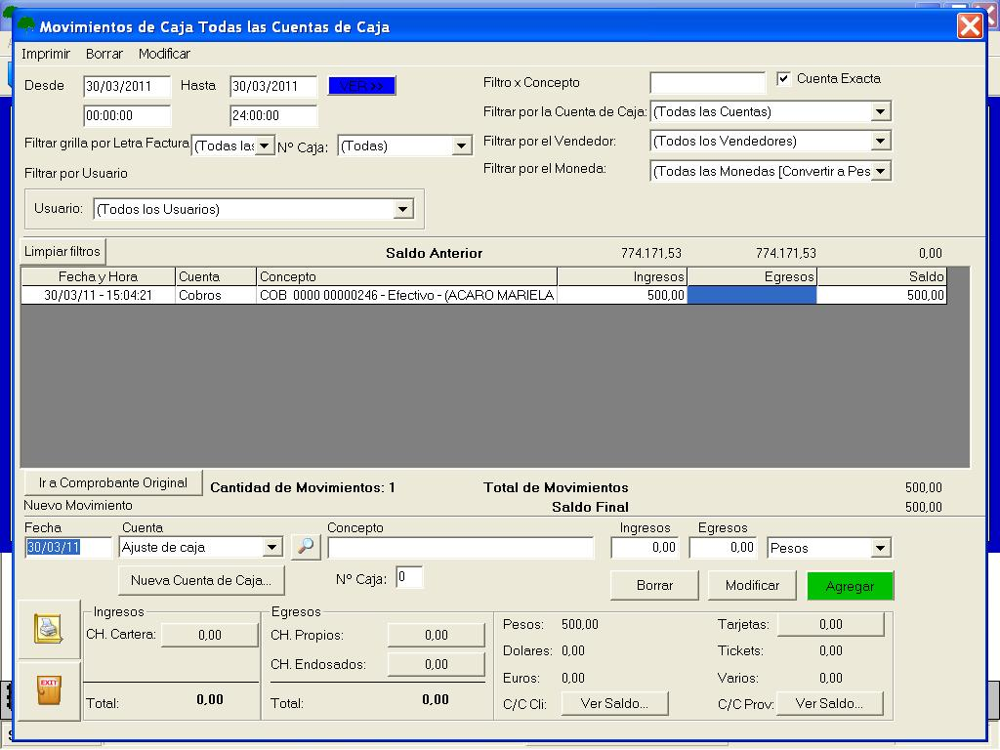 Movimientos de Caja Todas las Cuentas de Caja
Imprimir Borrar Modificar
Desde 30/03/2011 Hasta 30/03/2011 VER >>
00:00:00 24:00:00
Filtrar grilla por Letra Factura (Todas las Nº Caja: (Todas)
Filtrar por Usuario
Usuario: (Todos los Usuarios)
Filtro x Concepto Cuenta Exacta
Filtrar por la Cuenta de Caja: (Todas las Cuentas)
Filtrar por el Vendedor: (Todos los Vendedores)
Filtrar por el Moneda: (Todas las Monedas [Convertir a Pes
Limpiar filtros Saldo Anterior 774.171,53 774.171,53 0,00
Fecha y Hora Cuenta Concepto Ingresos Egresos Saldo
30/03/11 - 15:04:21 Cobros COB 0000 00000246 - Efectivo - (ACARO MARIELA 500,00 500,00
Ir a Comprobante Original Cantidad de Movimientos: 1 Total de Movimientos 500,00
Nuevo Movimiento Saldo Final 500,00
Fecha Cuenta Concepto Ingresos Egresos
30/03/11 Ajuste de caja 0,00 0,00 Pesos
Nueva Cuenta de Caja... Nº Caja: 0 Borrar Modificar Agregar
Ingresos
CH. Cartera: 0,00
Total: 0,00
Egresos
CH. Propios: 0,00
CH. Endosados: 0,00
Total: 0,00
Pesos: 500,00 Tarjetas: 0,00
Dolares: 0,00 Tickets: 0,00
Euros: 0,00 Varios: 0,00
C/C Cli: Ver Saldo... C/C Prov: Ver Saldo...
EXIT